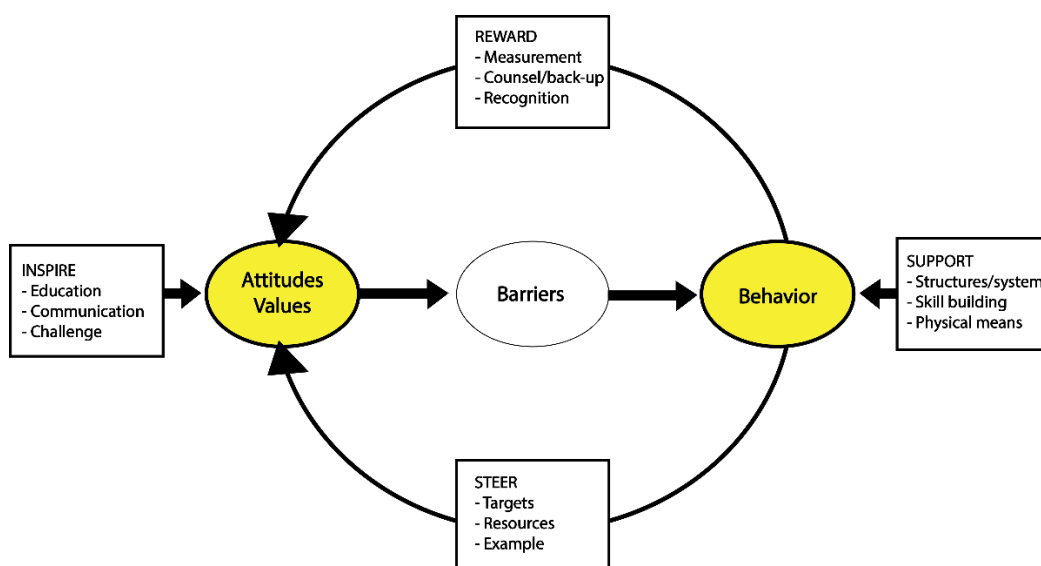 REWARD
- Measurement
- Counsel/back-up
- Recognition
INSPIRE
- Education
- Communication
- Challenge
Attitudes
Values
Barriers
Behavior
SUPPORT
- Structures/system
- Skill building
- Physical means
STEER
- Targets
- Resources
- Example